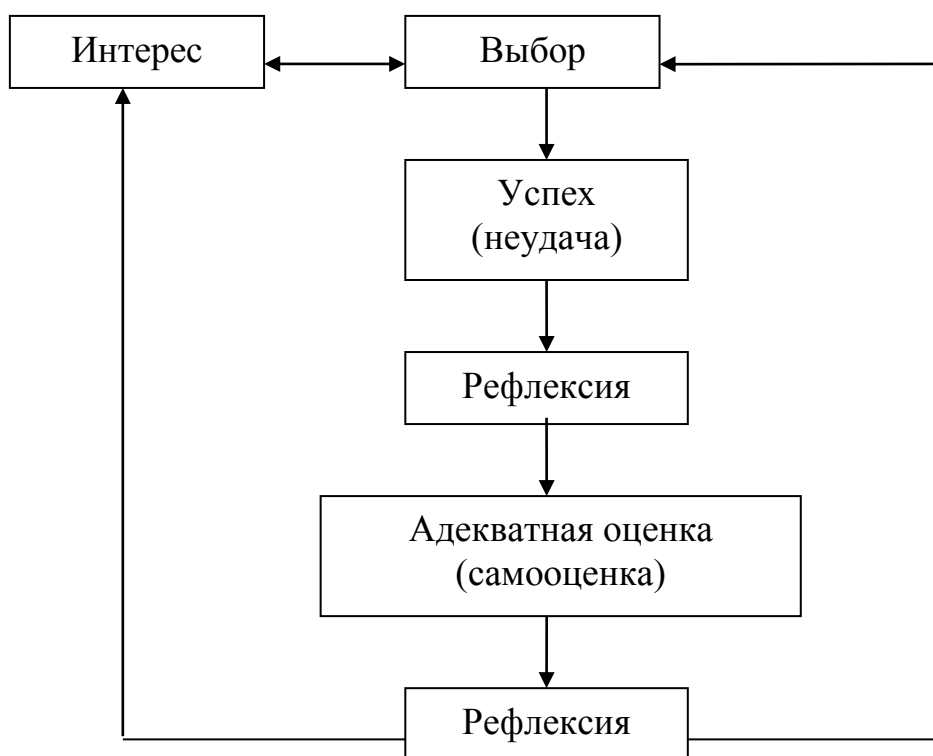 Интерес
Выбор
Успех
(неудача)
Рефлексия
Адекватная оценка
(самооценка)
Рефлексия